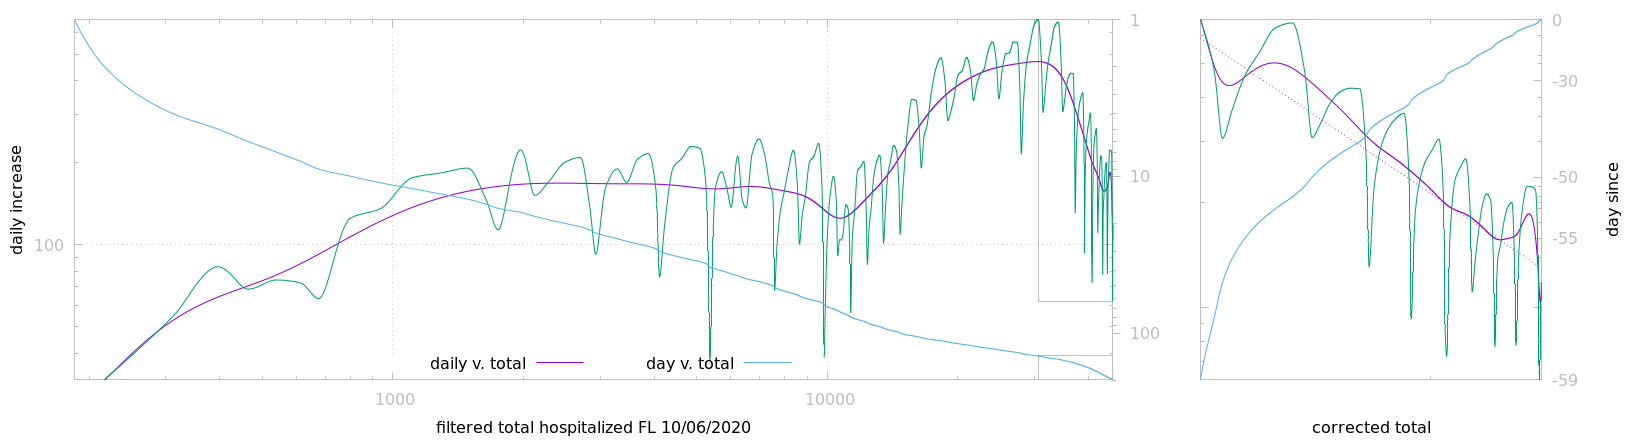 daily increase
100
1000
10000
1
10
100
daily v. total
day v. total
filtered total hospitalized FL 10/06/2020
0
-30
-50
-55
-59
day since
corrected total